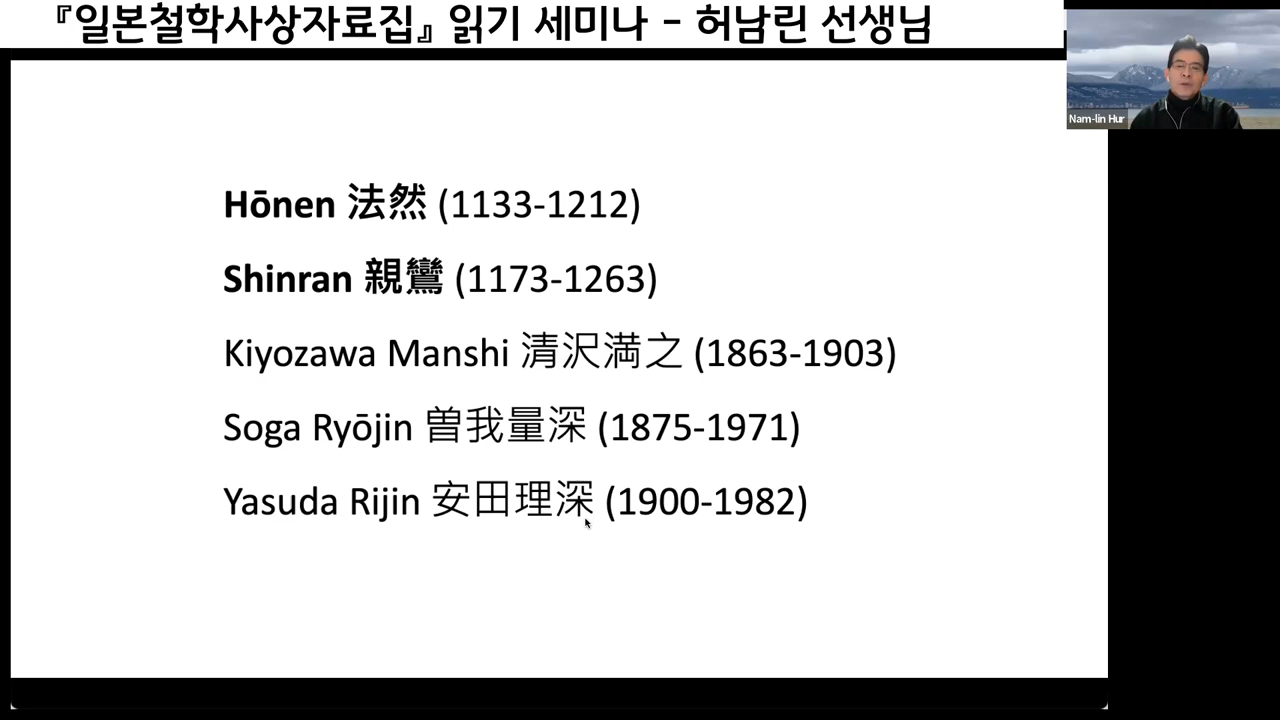 『일본철학사상자료집』 읽기 세미나 - 허남린 선생님
Nam-lin Hur
Hōnen 法然 (1133-1212)
Shinran 親鸞 (1173-1263)
Kiyozawa Manshi 清沢満之 (1863-1903)
Soga Ryōjin 曽我量深 (1875-1971)
Yasuda Rijin 安田理深 (1900-1982)